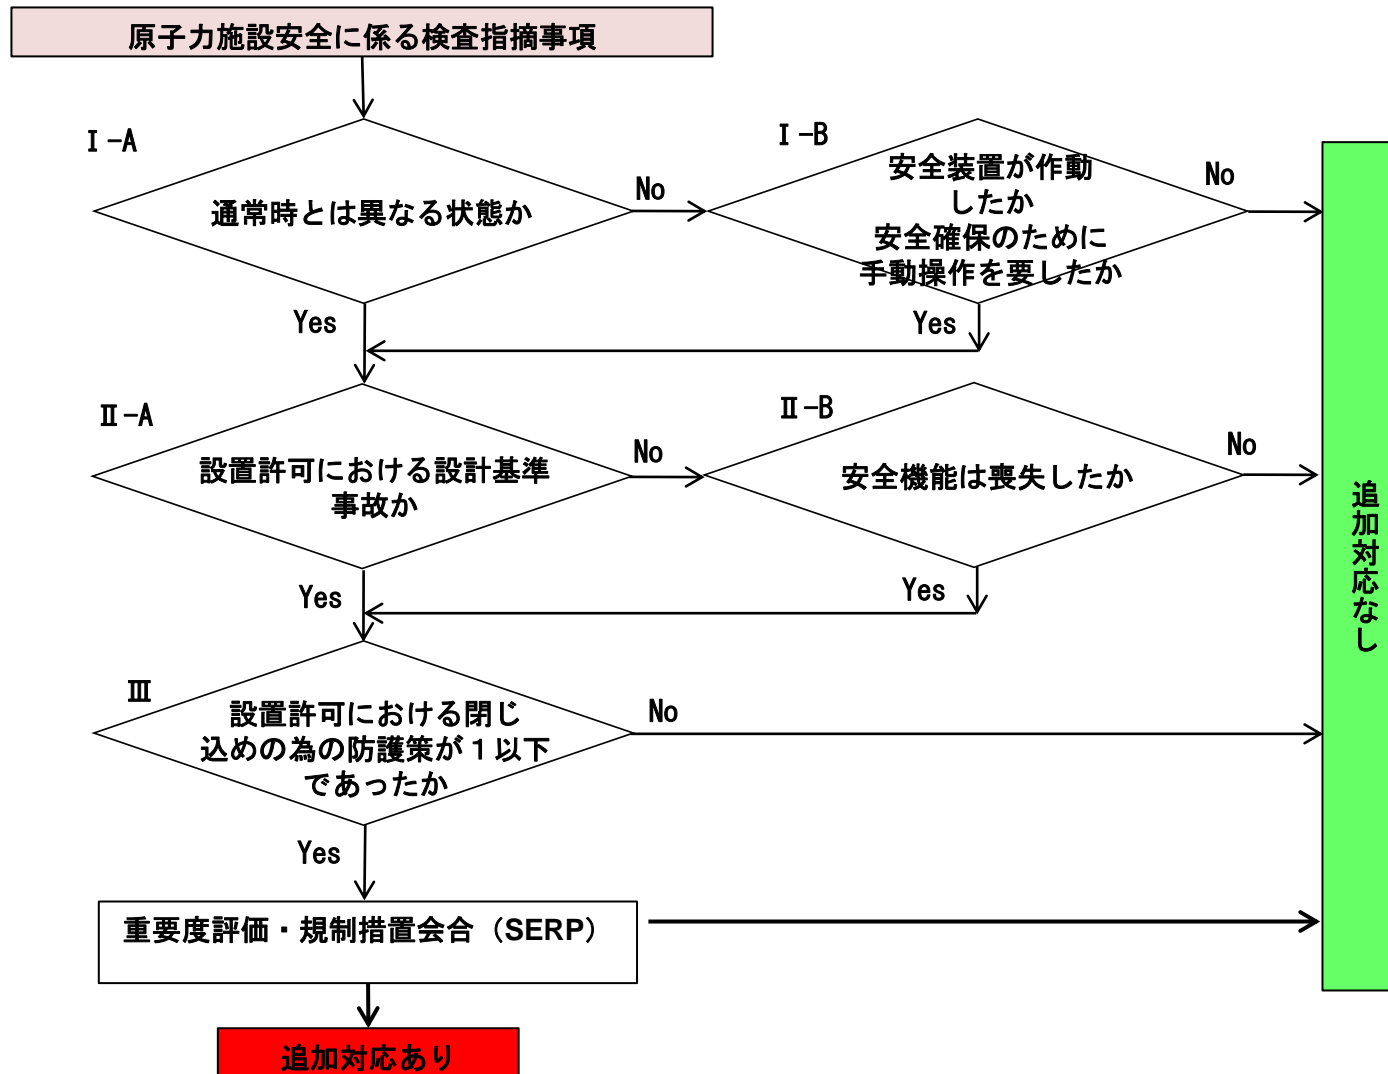 原子力施設安全に係る検査指摘事項
Ⅰ-A
通常時とは異なる状態か
No
Ⅰ-B
安全装置が作動
したか
安全確保のために
手動操作を要したか
No
Yes
Yes
Ⅱ-A
設置許可における設計基準
事故か
No
Ⅱ-B
安全機能は喪失したか
No
Yes
Yes
Ⅲ
設置許可における閉じ
込めの為の防護策が１以下
であったか
No
Yes
重要度評価・規制措置会合（SERP）
追加対応あり
追加対応なし